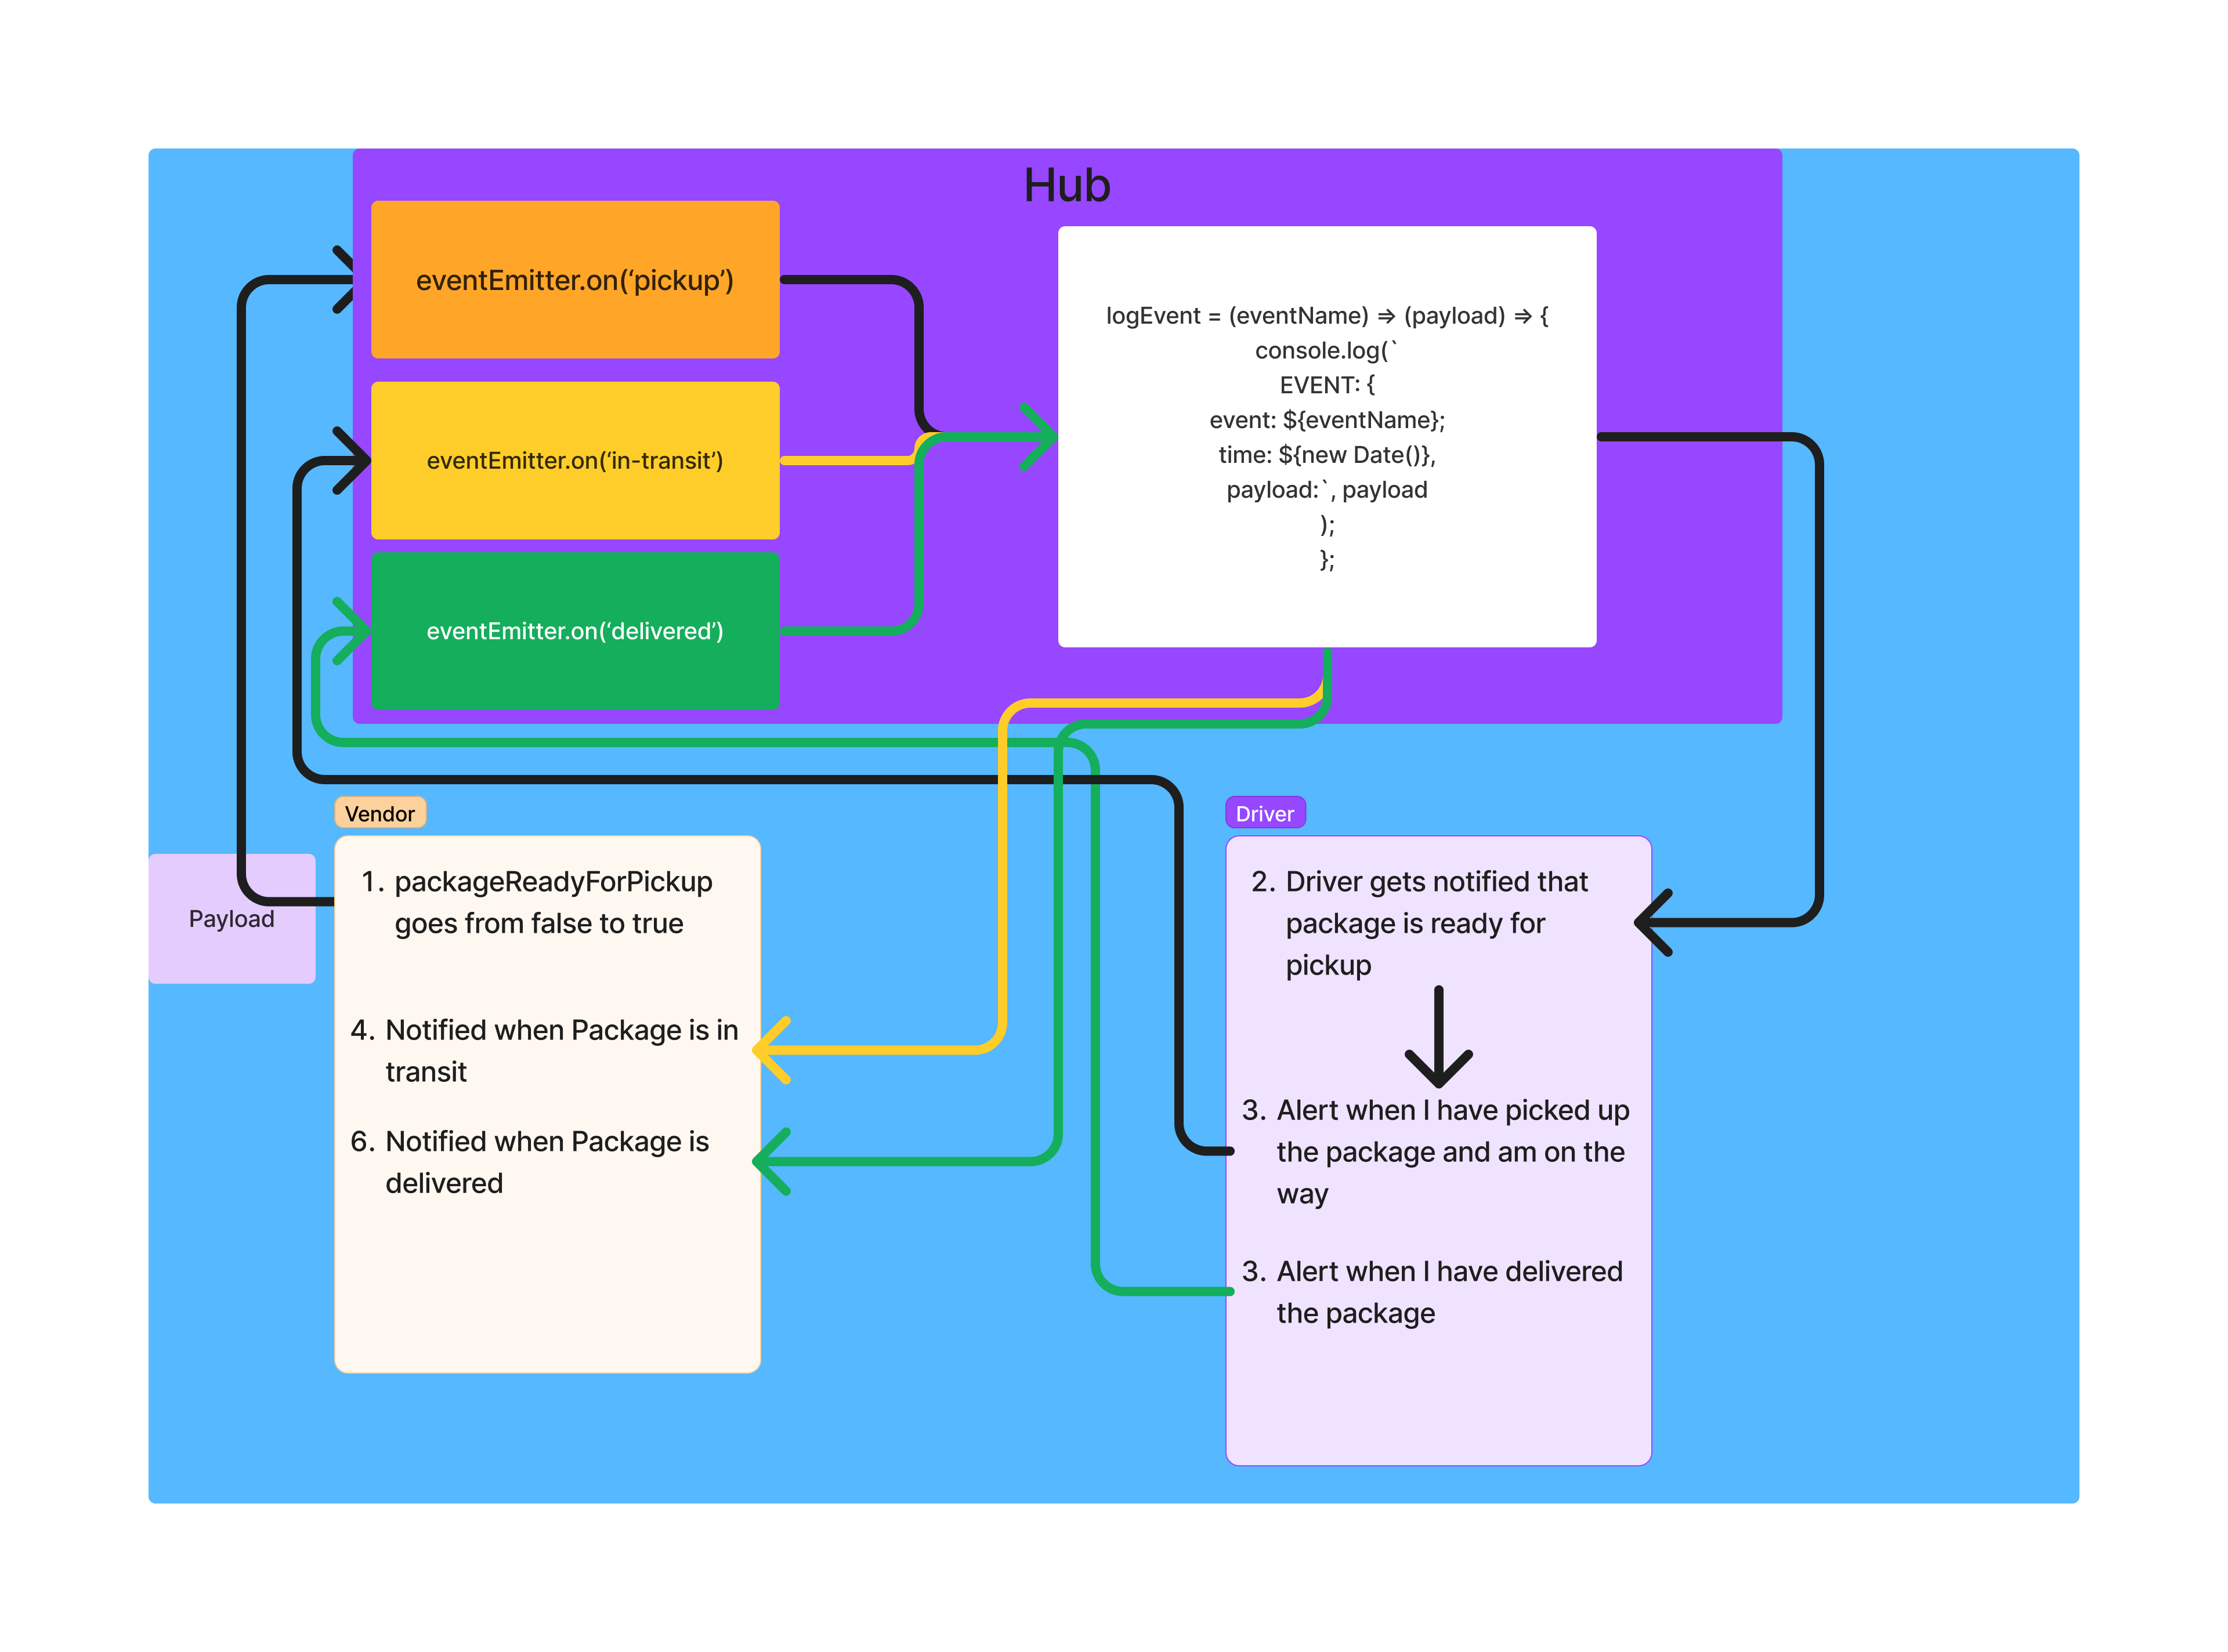 Hub
eventEmitter.on(‘pickup’)
eventEmitter.on(‘in-transit’)
eventEmitter.on(‘delivered’)
logEvent = (eventName) => (payload) => {
console.log(`
EVENT: {
event: ${eventName};
time: ${new Date()},
payload:`, payload
);
};
Payload
Vendor
1. packageReadyForPickup
goes from false to true
4. Notified when Package is in
transit
6. Notified when Package is
delivered
Driver
2. Driver gets notified that
package is ready for
pickup
3. Alert when I have picked up
the package and am on the
way
3. Alert when I have delivered
the package